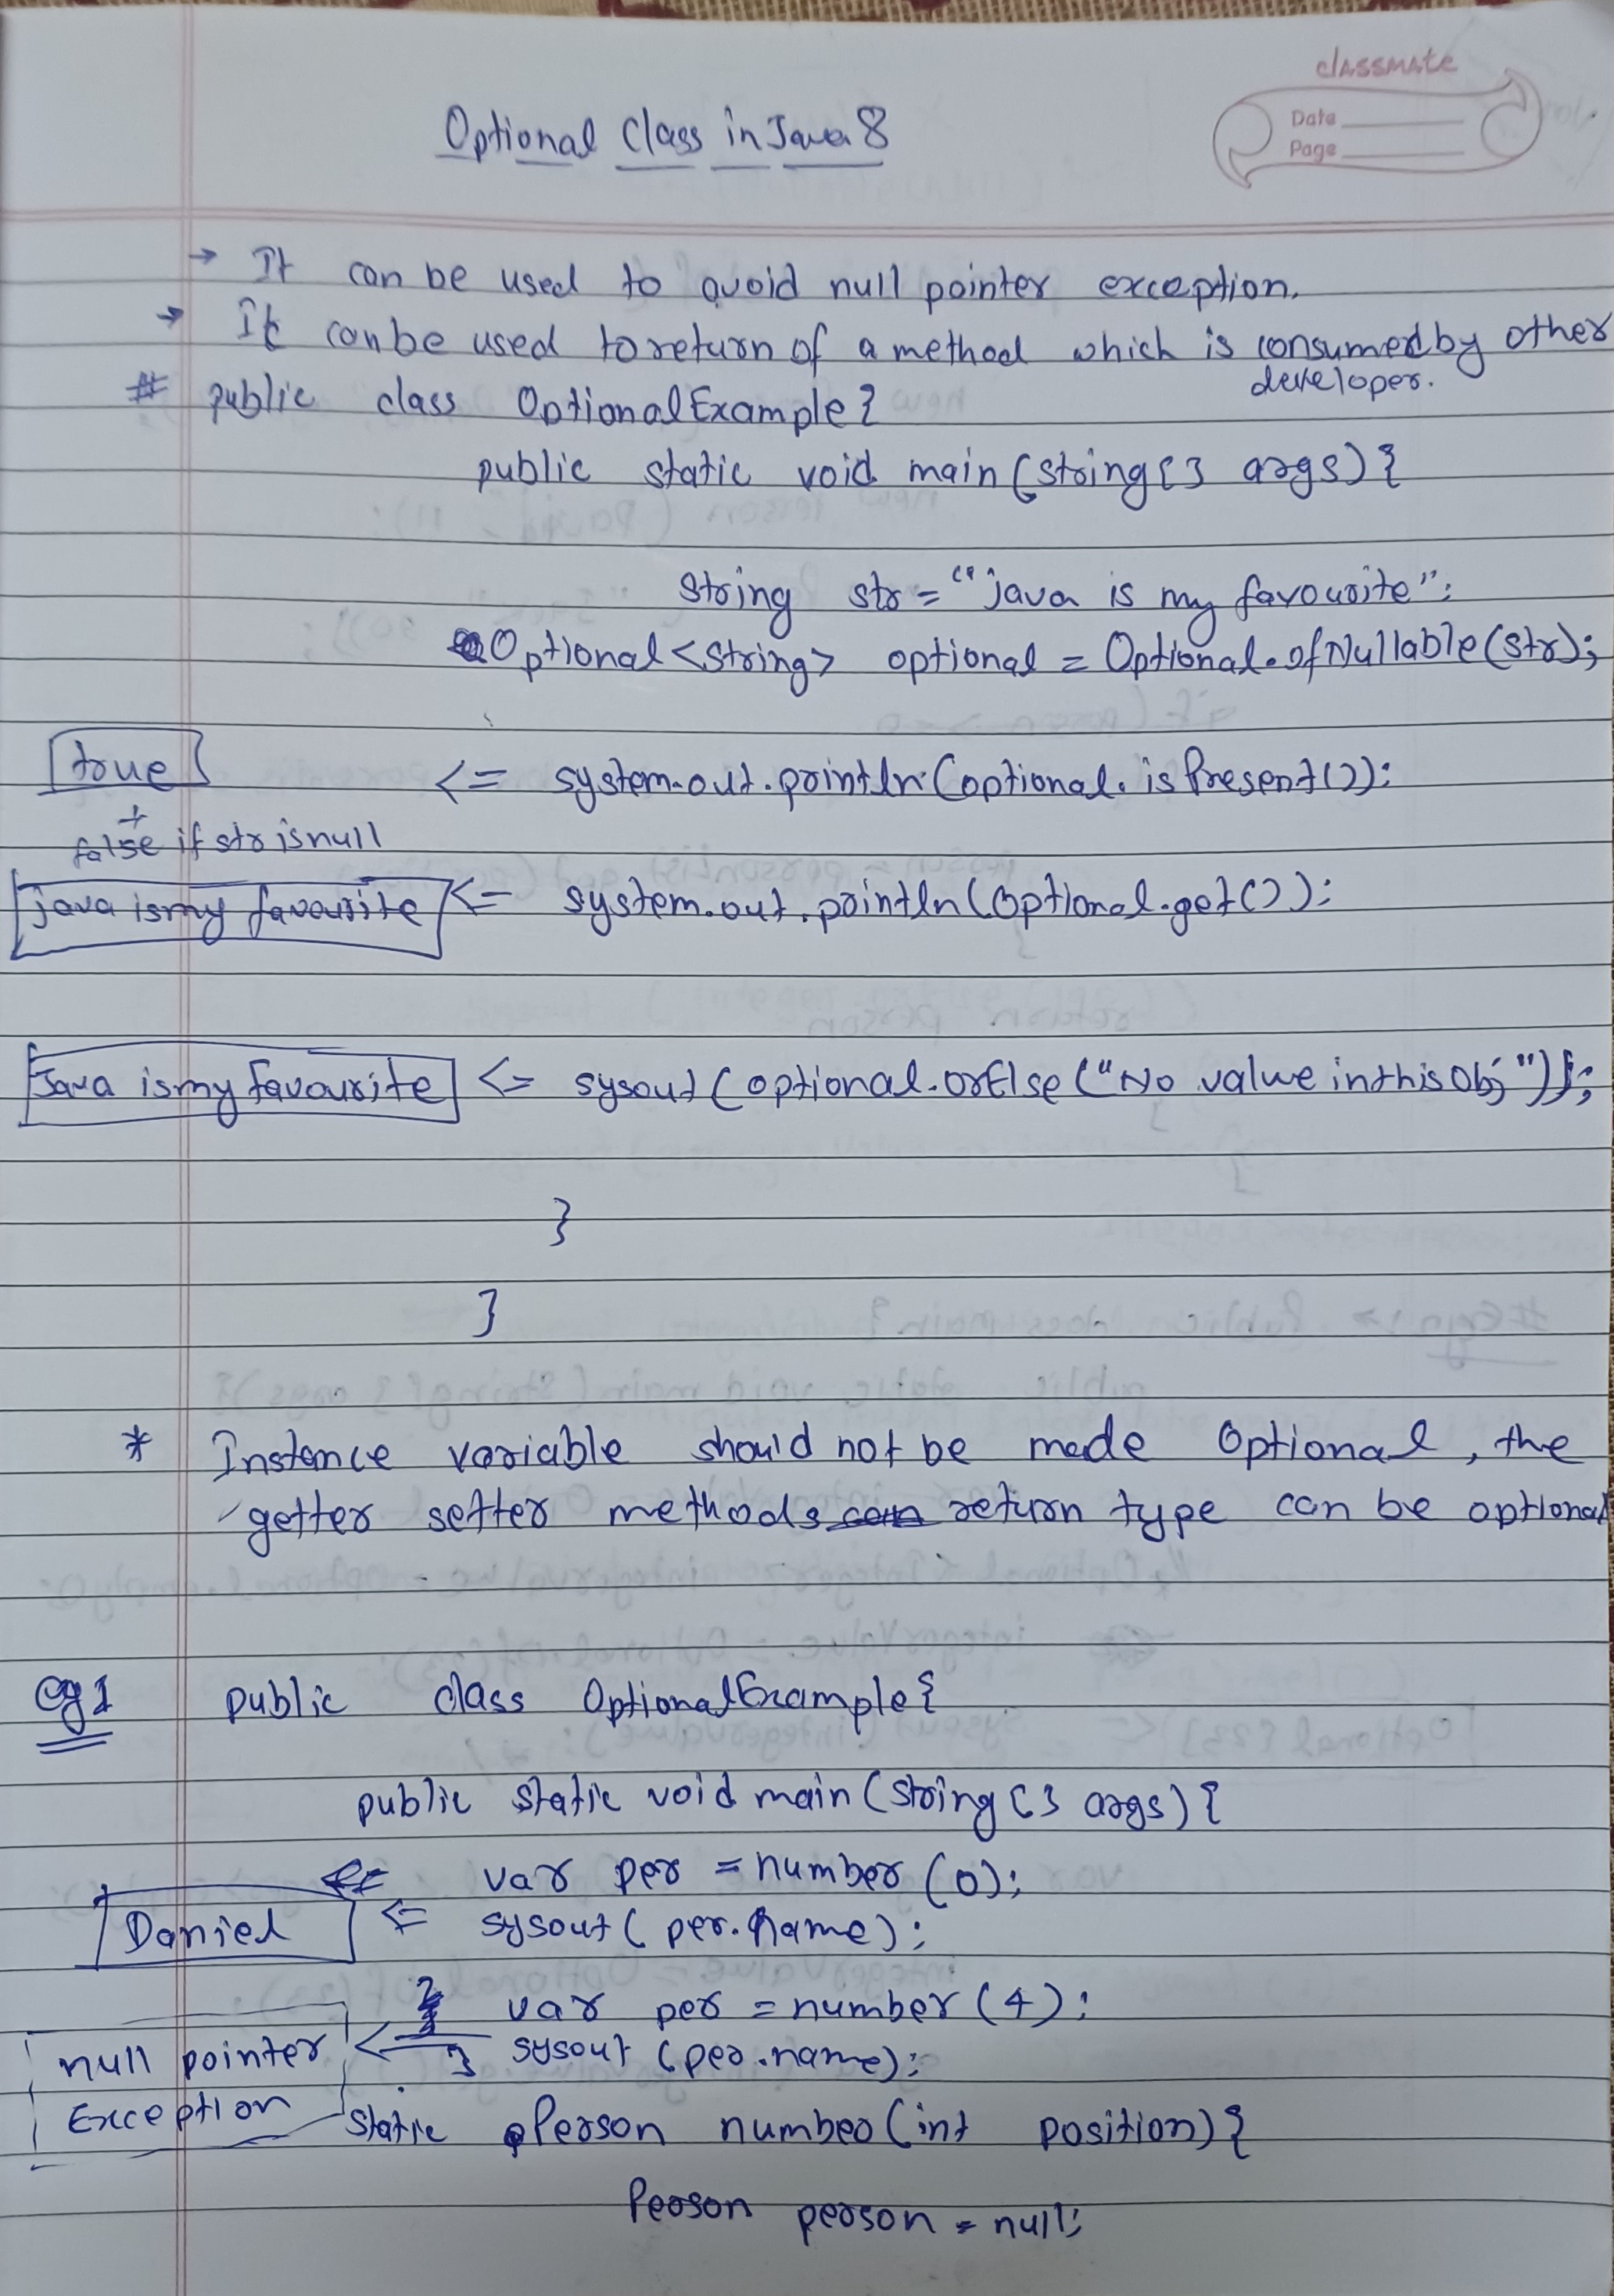 classmate
Date
Page
Optional Class in Java 8
→ It can be used to avoid null pointer exception.
→ It can be used to return of a method which is consumed by other
developer.
# public class OptionalExample{
public static void main(String[] args){
String str = "java is my favourite";
Optional<String> optional = Optional.ofNullable(str);
true <= system.out.println(optional.isPresent());
false if str is null
java is my favourite <= system.out.println(optional.get());
Java is my favourite <= sysout(optional.orElse("No value in this Obj"));
}
}
* Instance variable should not be made Optional, the
getter setter methods return type can be optional
eg 1 public class OptionalExample{
public static void main(String[] args){
var per = number(0);
Daniel <= sysout(per.name);
var per = number(4);
null pointer <= sysout(per.name);
}
Exception static Person number(int position){
Person person = null;